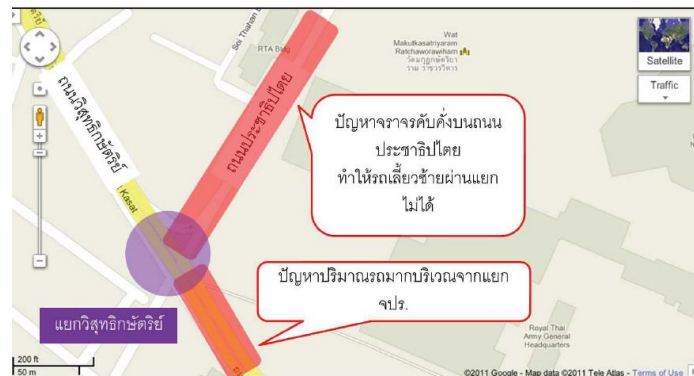 Soi Thahan
RTA Bldg
Wat
Makutkasatriyaram
Ratchaworawiham
วัดมกุฏกษัตริยา
ราม ราชวรวิหาร
Satellite
Traffic
ถนนวิสุทธิกษัตริย์
ถนนประชาธิปไตย
ปัญหาจราจรคับคั่งบนถนน
ประชาธิปไตย
ทำให้รถเลี้ยวซ้ายผ่านแยก
ไม่ได้
Kasat
ปัญหาปริมาณรถมากบริเวณจากแยก
จปร.
แยกวิสุทธิกษัตริย์
Royal Thai
Army General
Headquarters
200 ft
50 m
©2011 Google - Map data ©2011 Tele Atlas - Terms of Use